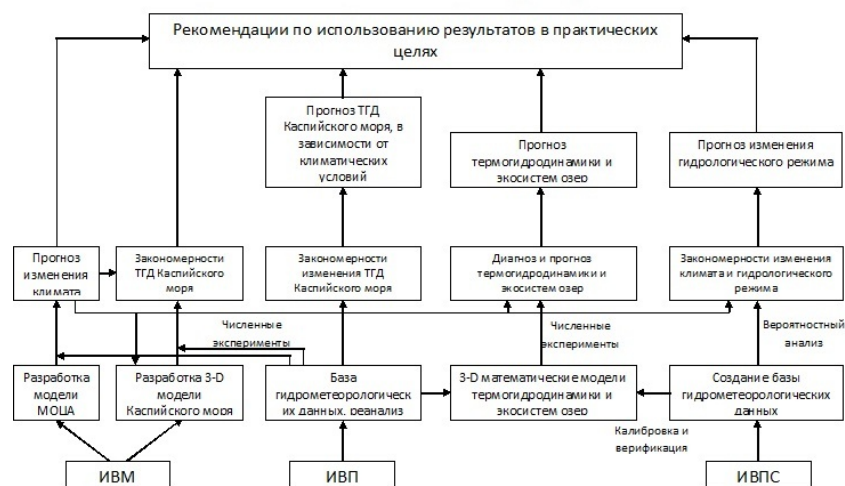 Рекомендации по использованию результатов в практических
целях
Прогноз ТГД
Каспийского моря, в
зависимости от
климатических
условий
Прогноз
термогидродинамики и
экосистем озер
Прогноз изменения
гидрологического режима
Прогноз
изменения
климата
Закономерности
ТГД Каспийского
моря
Закономерности
изменения ТГД
Каспийского моря
Диагноз и прогноз
термогидродинамики и
экосистем озер
Закономерности изменения
климата и гидрологического
режима
Численные
эксперименты
Численные
эксперименты
Вероятностный
анализ
Разработка
модели
МОЦА
Разработка 3-D
модели
Каспийского моря
База
гидрометеорологическ
их данных, реанализ
3-D математические модели
термогидродинамики и
экосистем озер
Создание базы
гидрометеорологических
данных
Калибровка и
верификация
ИВМ
ИВП
ИВПС